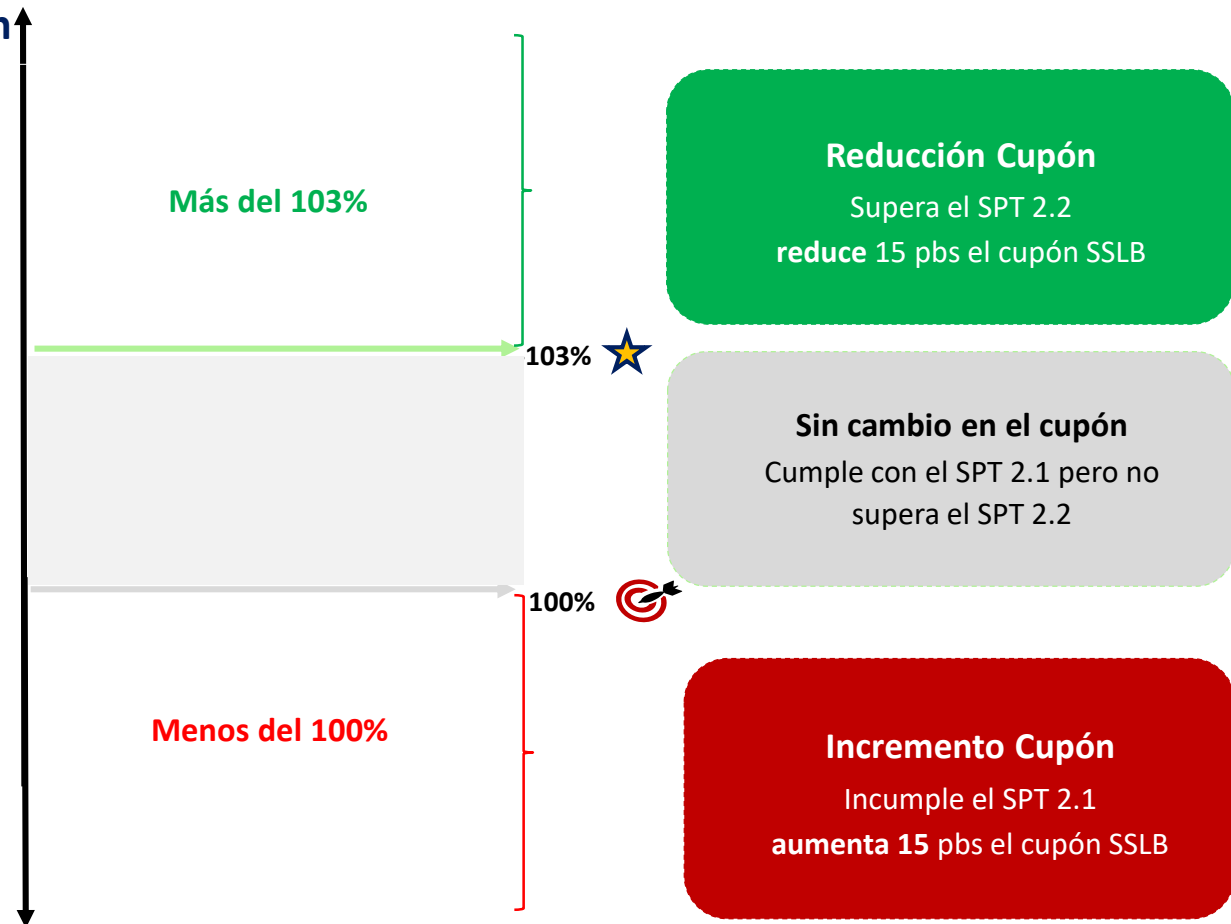 n
Más del 103%
Reducción Cupón
Supera el SPT 2.2
reduce 15 pbs el cupón SSLB
103%
Sin cambio en el cupón
Cumple con el SPT 2.1 pero no
supera el SPT 2.2
100%
Menos del 100%
Incremento Cupón
Incumple el SPT 2.1
aumenta 15 pbs el cupón SSLB